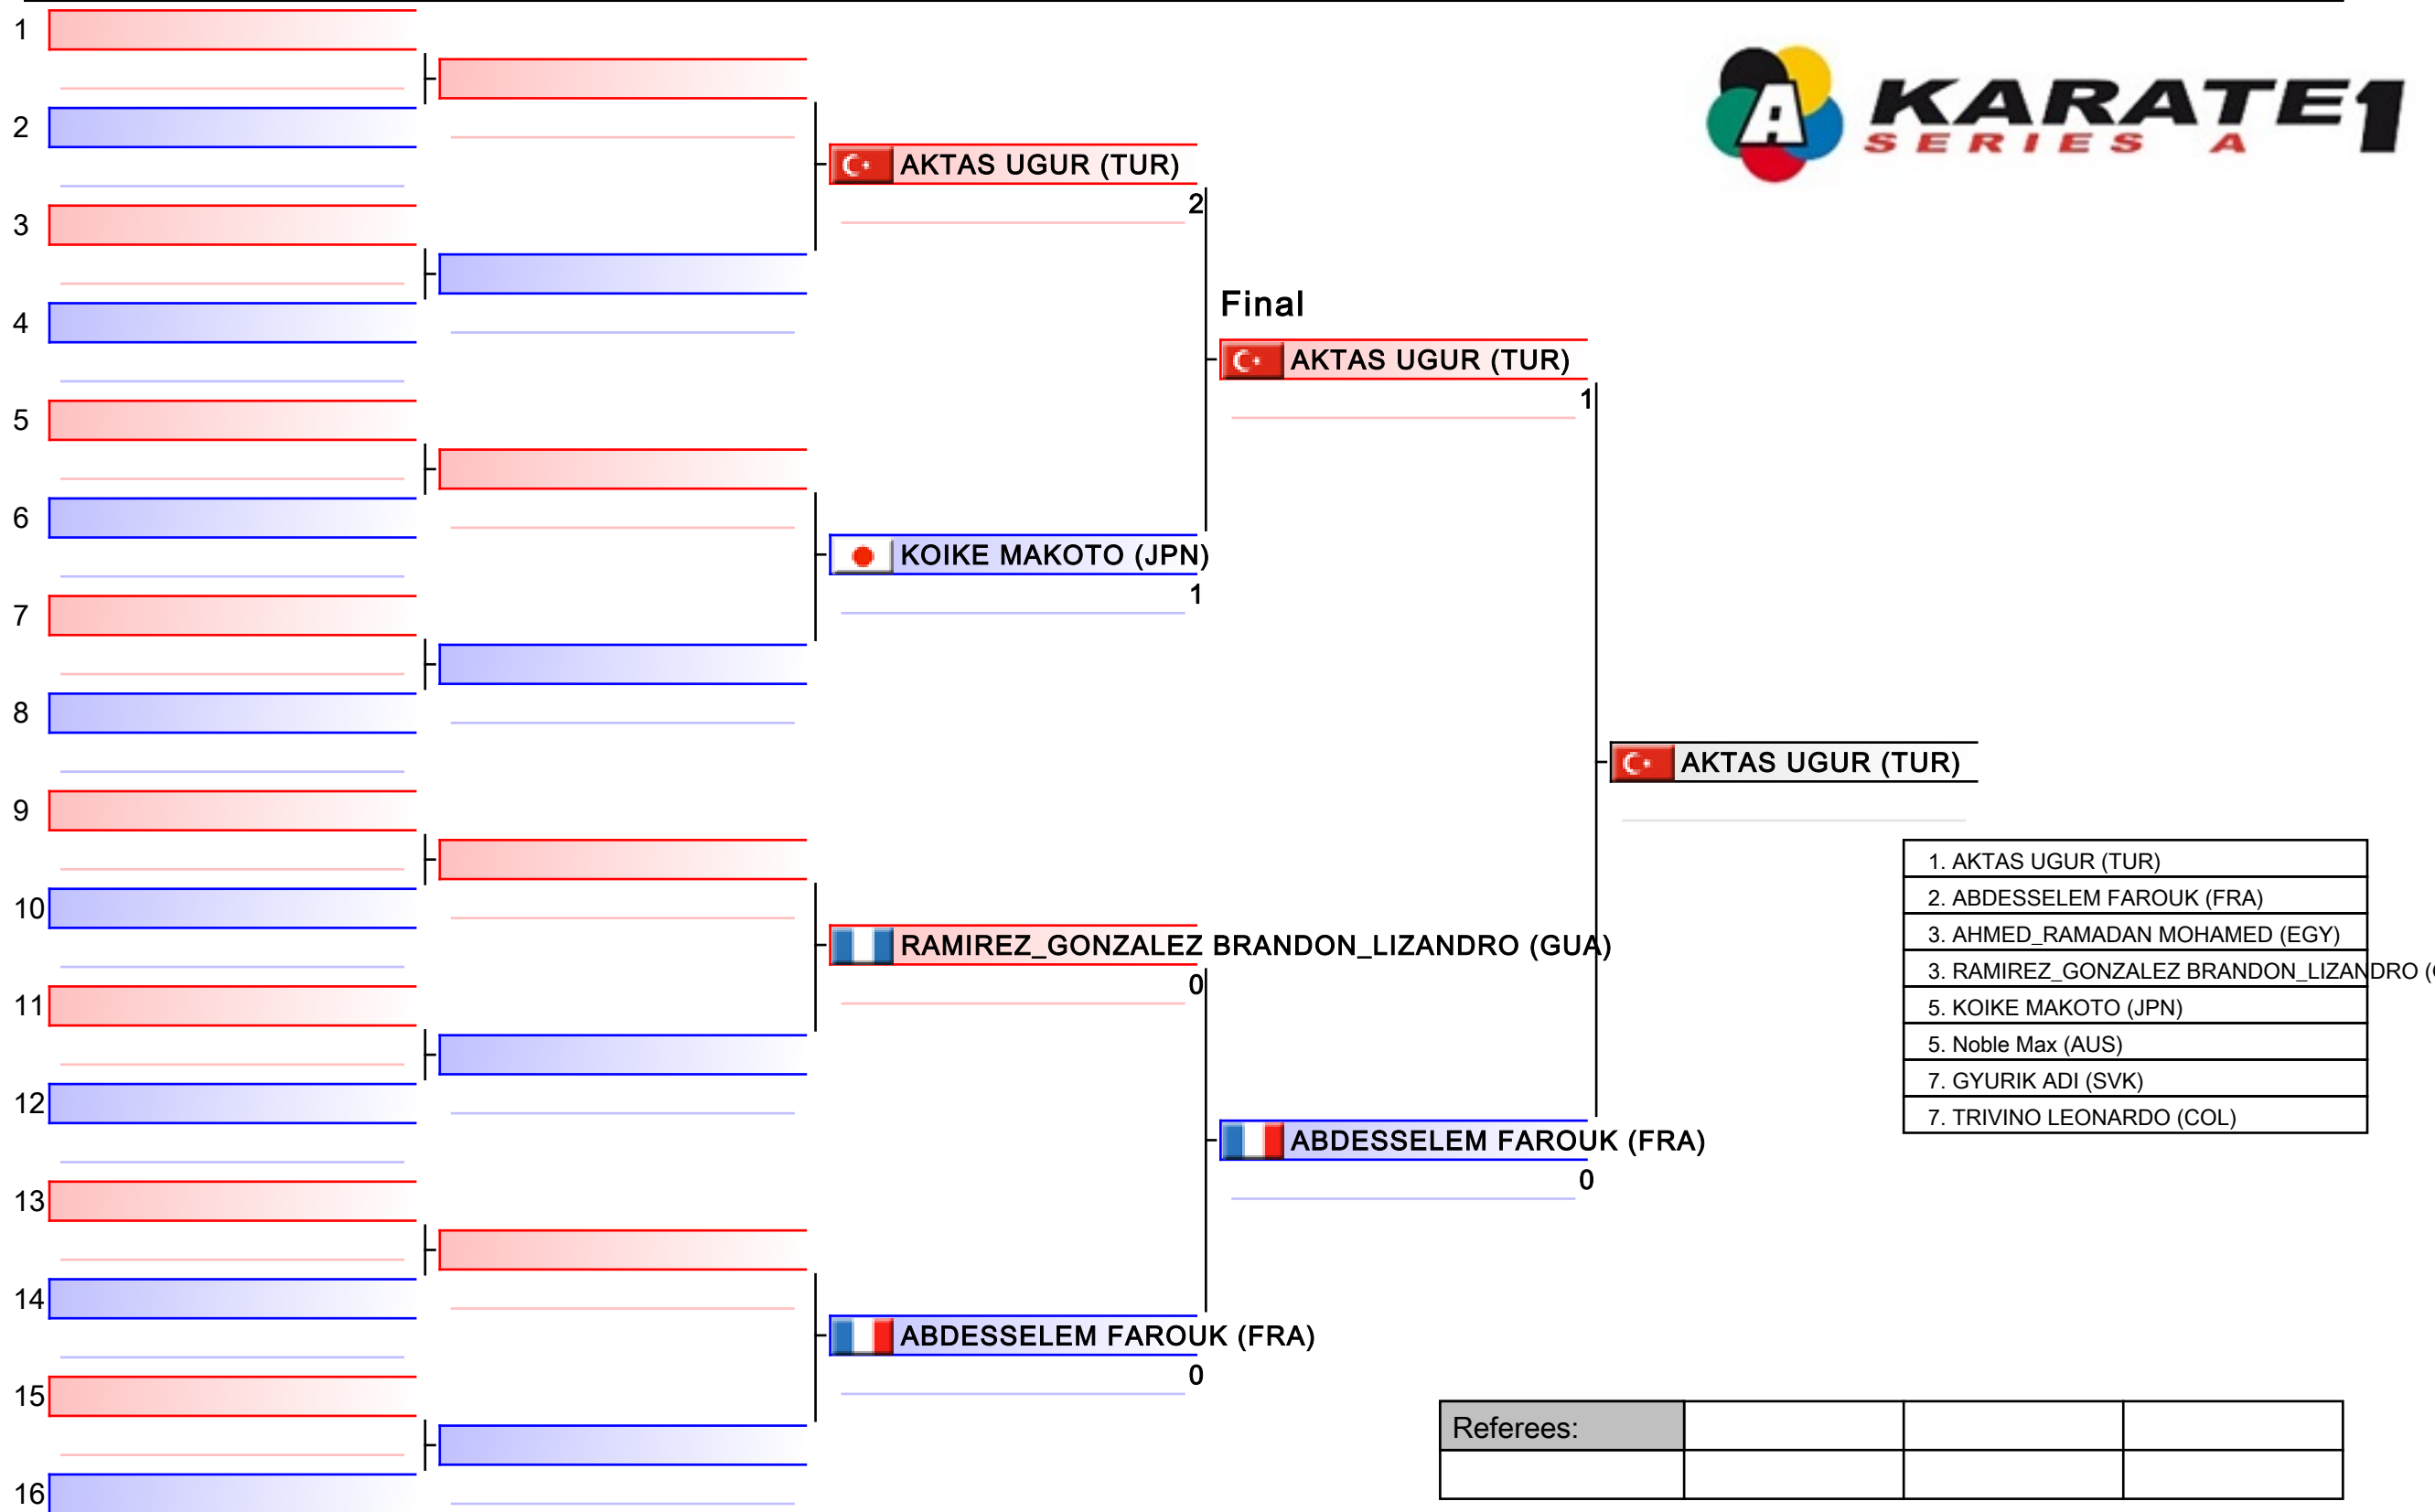 1
2
3
4
5
6
7
8
9
10
11
12
13
14
15
16
AKTAS UGUR (TUR)
2
KOIKE MAKOTO (JPN)
1
RAMIREZ_GONZALEZ BRANDON_LIZANDRO (GUA)
0
ABDESSELEM FAROUK (FRA)
0
Final
AKTAS UGUR (TUR)
1
ABDESSELEM FAROUK (FRA)
0
AKTAS UGUR (TUR)
A KARATE1
SERIES A
1. AKTAS UGUR (TUR)
2. ABDESSELEM FAROUK (FRA)
3. AHMED_RAMADAN MOHAMED (EGY)
3. RAMIREZ_GONZALEZ BRANDON_LIZANDRO (
5. KOIKE MAKOTO (JPN)
5. Noble Max (AUS)
7. GYURIK ADI (SVK)
7. TRIVINO LEONARDO (COL)
Referees: